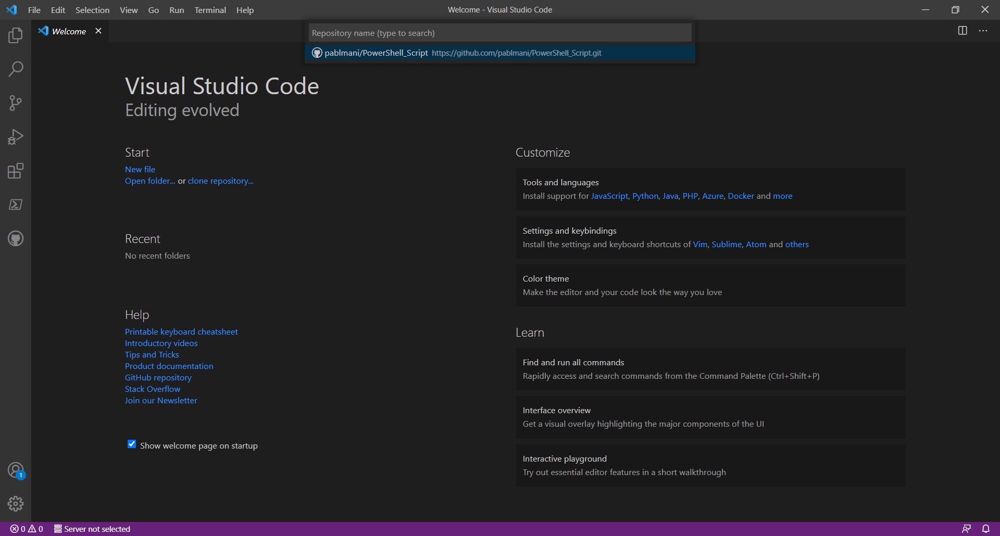 File Edit Selection View Go Run Terminal Help
Welcome - Visual Studio Code
Welcome
Repository name (type to search)
pablmani/PowerShell_Script https://github.com/pablmani/PowerShell_Script.git
Visual Studio Code
Editing evolved
Start
New file
Open folder... or clone repository...
Recent
No recent folders
Help
Printable keyboard cheatsheet
Introductory videos
Tips and Tricks
Product documentation
GitHub repository
Stack Overflow
Join our Newsletter
Show welcome page on startup
Customize
Tools and languages
Install support for JavaScript, Python, Java, PHP, Azure, Docker and more
Settings and keybindings
Install the settings and keyboard shortcuts of Vim, Sublime, Atom and others
Color theme
Make the editor and your code look the way you love
Learn
Find and run all commands
Rapidly access and search commands from the Command Palette (Ctrl+Shift+P)
Interface overview
Get a visual overlay highlighting the major components of the UI
Interactive playground
Try out essential editor features in a short walkthrough
1
0 0 Server not selected